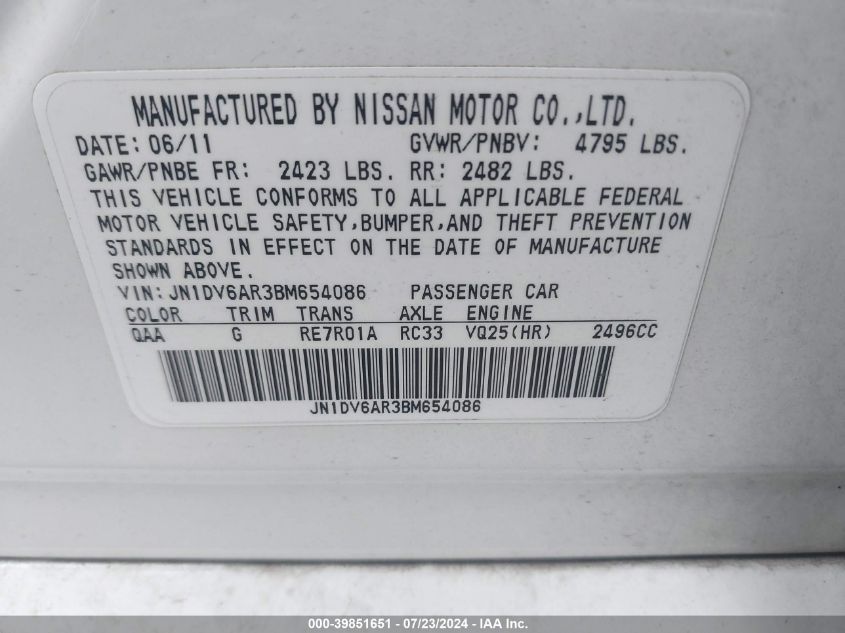 MANUFACTURED BY NISSAN MOTOR CO.,LTD.
DATE: 06/11 GVWR/PNBV: 4795 LBS.
GAWR/PNBE FR: 2423 LBS. RR: 2482 LBS.
THIS VEHICLE CONFORMS TO ALL APPLICABLE FEDERAL
MOTOR VEHICLE SAFETY,BUMPER,AND THEFT PREVENTION
STANDARDS IN EFFECT ON THE DATE OF MANUFACTURE
SHOWN ABOVE.
VIN: JN1DV6AR3BM654086 PASSENGER CAR
COLOR TRIM TRANS AXLE ENGINE
QAA G RE7R01A RC33 VQ25(HR) 2496CC
JN1DV6AR3BM654086
000-39851651 / 07/23/2024 - IAA Inc.